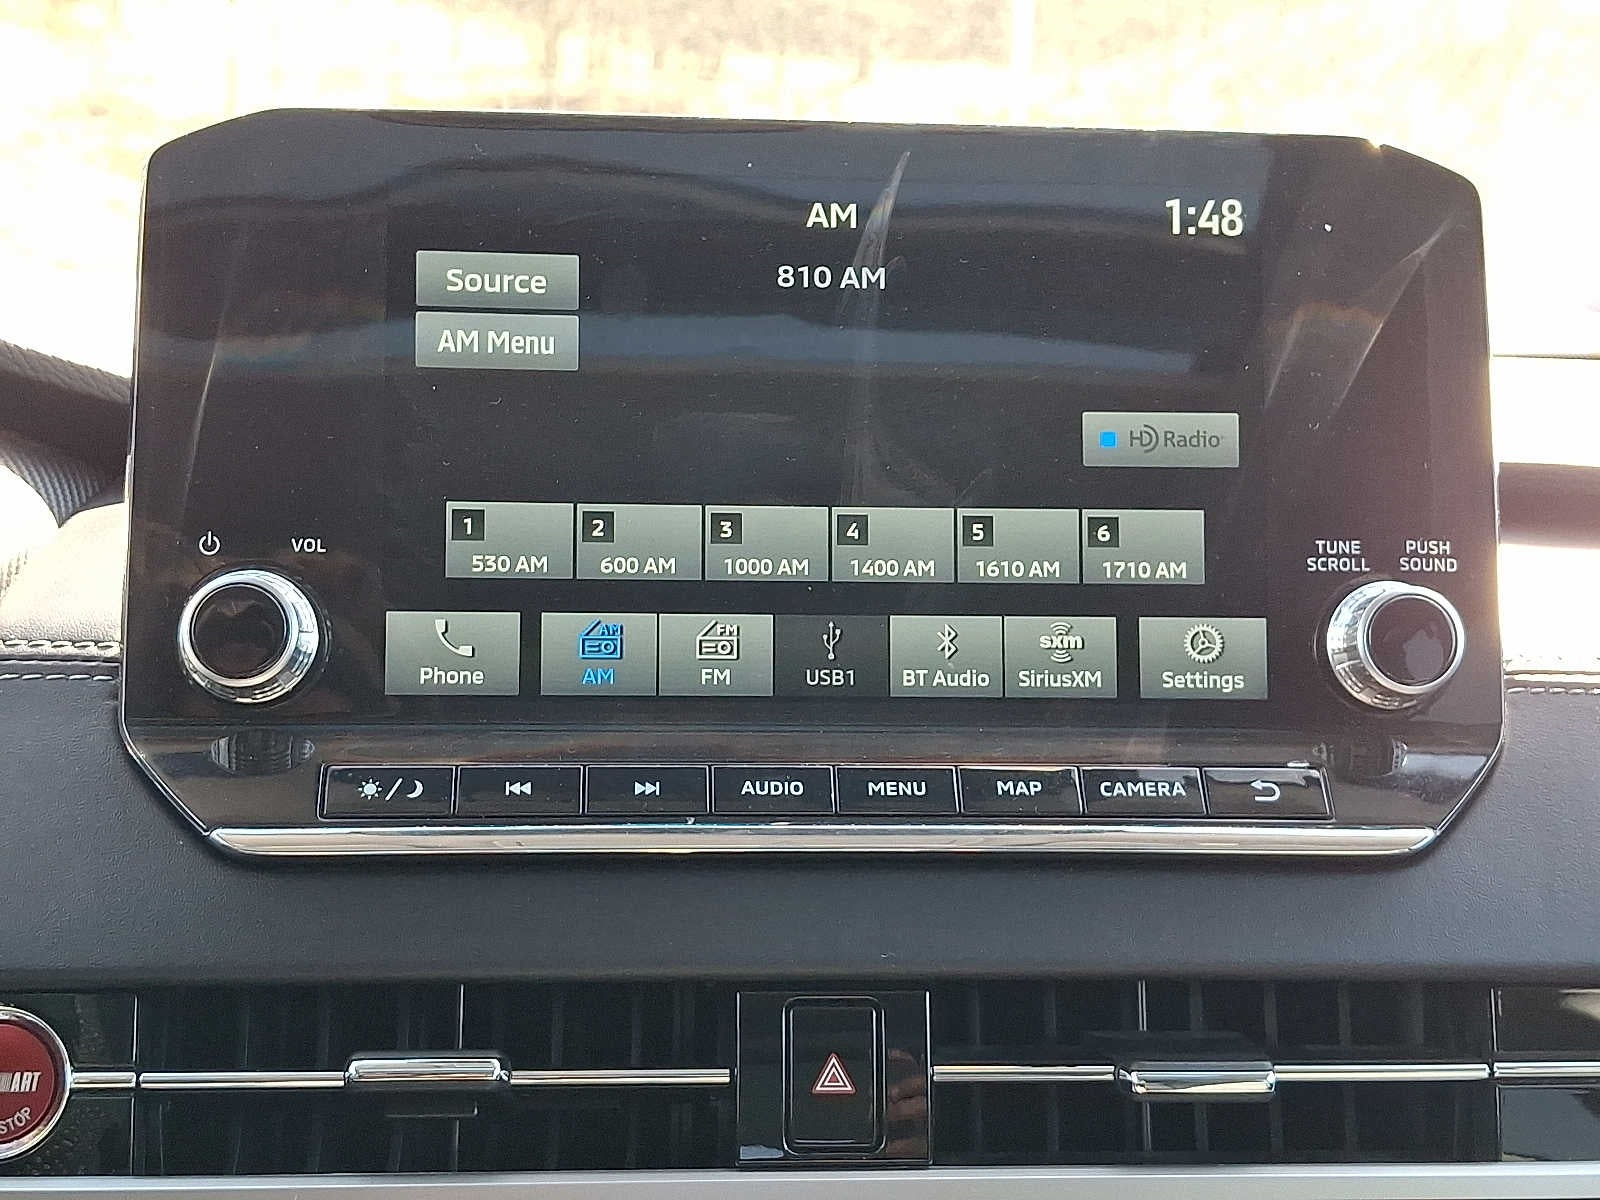 AM
1:48
Source
810 AM
AM Menu
HD Radio
1 2 3 4 5 6
530 AM 600 AM 1000 AM 1400 AM 1610 AM 1710 AM
VOL
TUNE SCROLL
PUSH SOUND
AM FM
sxm
Phone AM FM USB1 BT Audio SiriusXM Settings
AUDIO MENU MAP CAMERA
STOP